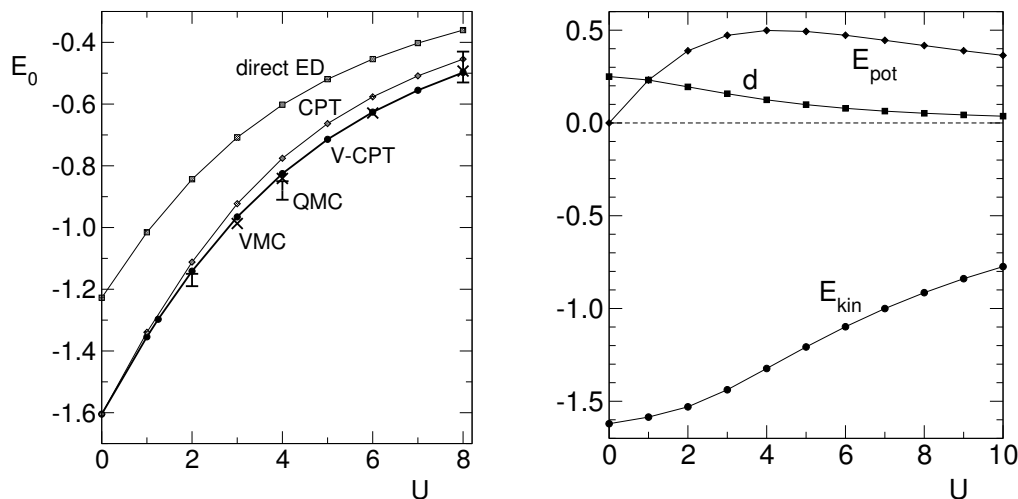 E0
-0.4
-0.6
-0.8
-1.0
-1.2
-1.4
-1.6
direct ED
CPT
V-CPT
QMC
VMC
0 2 4 6 8
U
0.5
0.0
-0.5
-1.0
-1.5
Epot
d
Ekin
0 2 4 6 8 10
U